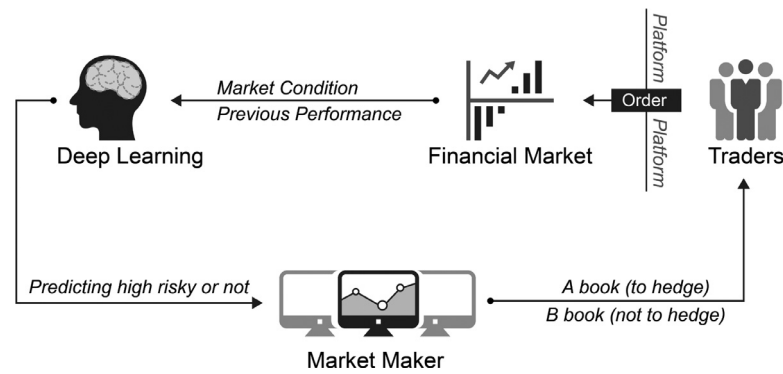 Market Condition
Previous Performance
Deep Learning
Financial Market
Platform
Order
Platform
Traders
Predicting high risky or not
Market Maker
A book (to hedge)
B book (not to hedge)